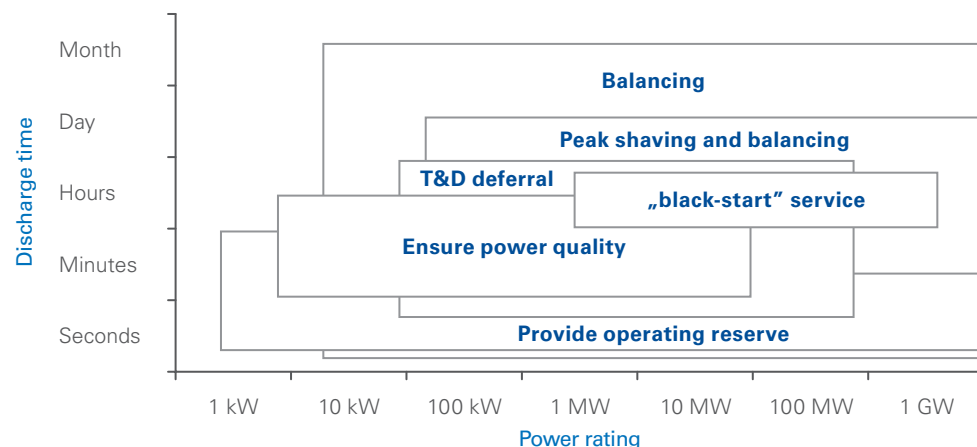 Month
Balancing
Day
Peak shaving and balancing
T&D deferral
Hours
„black-start” service
Discharge time
Ensure power quality
Minutes
Seconds
Provide operating reserve
1 kW 10 kW 100 kW 1 MW 10 MW 100 MW 1 GW
Power rating